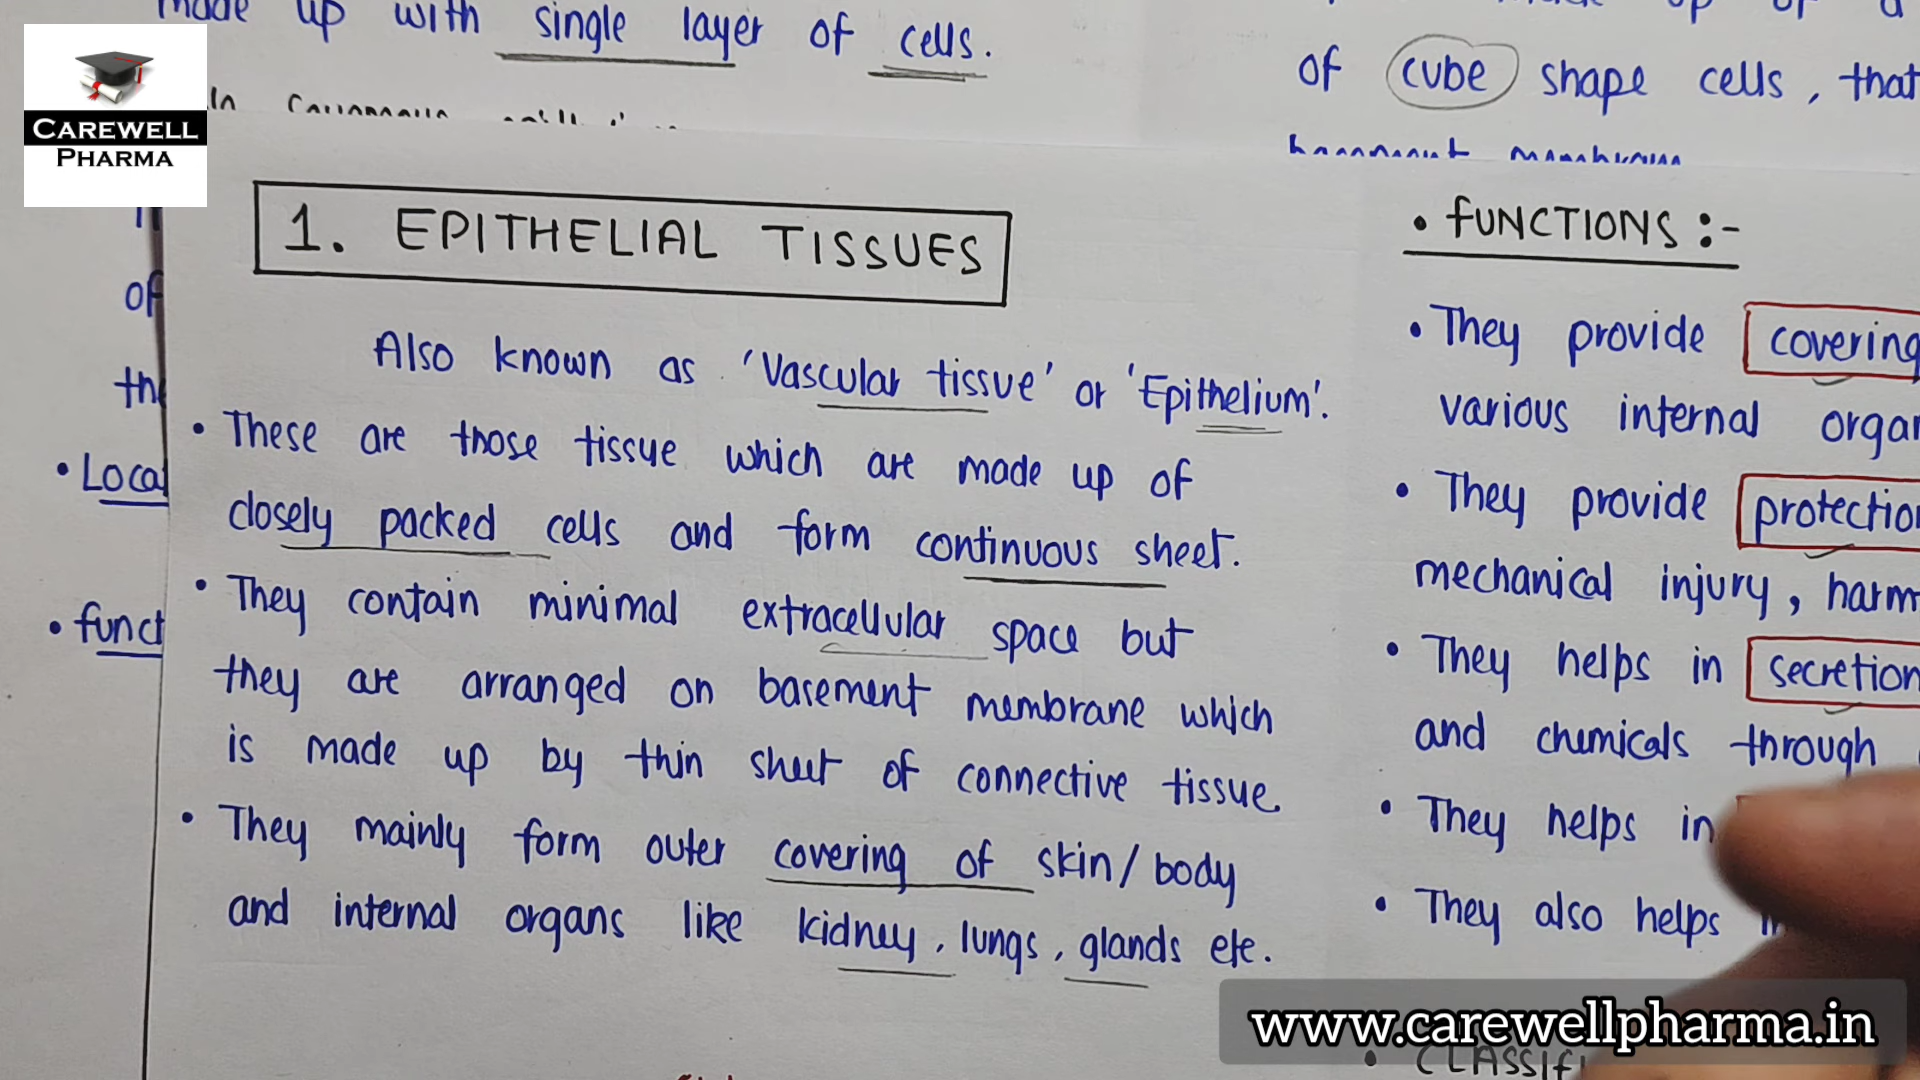 made up with single layer of cells.
of cube shape cells, that
CAREWELL
PHARMA
1. EPITHELIAL TISSUES
Also known as 'Vascular tissue' or 'Epithelium'.
• These are those tissue which are made up of
closely packed cells and form continuous sheet.
• They contain minimal extracellular space but
they are arranged on basement membrane which
is made up by thin sheet of connective tissue
• They mainly form outer covering of skin/body
and internal organs like kidney, lungs, glands etc.
of
• FUNCTIONS :-
• They provide covering
various internal
• They provide
mechanical injury,
• They helps in secretion
and chemicals through
• They helps in
• They also helps
www.carewellpharma.in